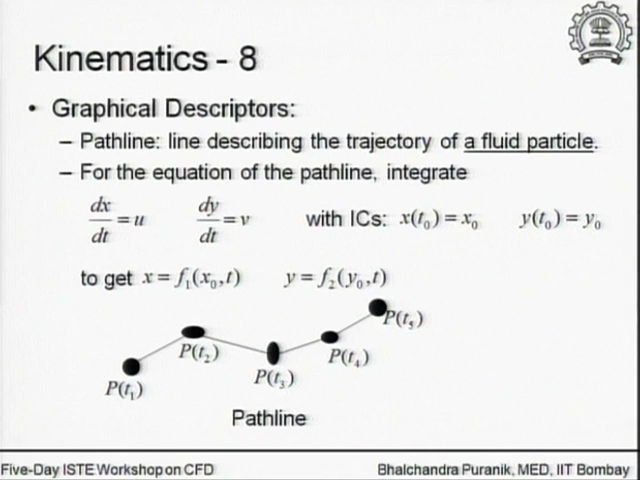 Kinematics - 8
• Graphical Descriptors:
– Pathline: line describing the trajectory of a fluid particle.
– For the equation of the pathline, integrate
dx/dt = u dy/dt = v with ICs: x(t₀) = x₀ y(t₀) = y₀
to get x = f₁(x₀,t) y = f₂(y₀,t)
P(t₅)
P(t₂)
P(t₄)
P(t₃)
P(t₁)
Pathline
Five-Day ISTE Workshop on CFD
Bhalchandra Puranik, MED, IIT Bombay